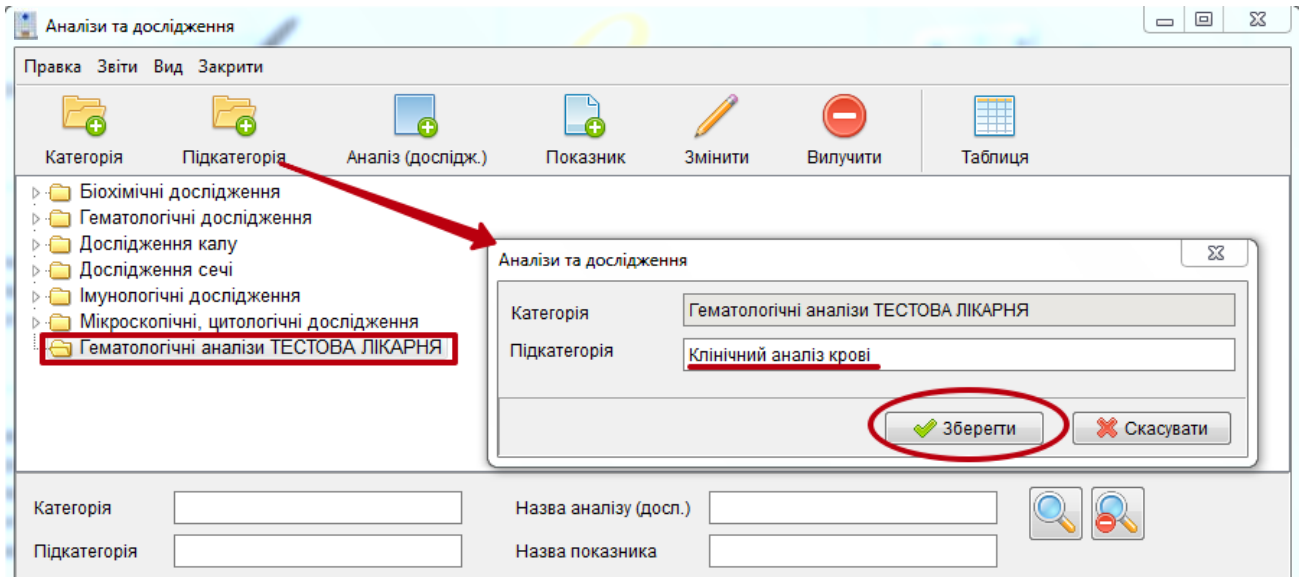 Аналізи та дослідження
Правка Звіти Вид Закрити
Категорія Підкатегорія Аналіз (дослідж.) Показник Змінити Вилучити Таблиця
Біохімічні дослідження
Гематологічні дослідження
Дослідження калу
Дослідження сечі
Імунологічні дослідження
Мікроскопічні, цитологічні дослідження
Гематологічні аналізи ТЕСТОВА ЛІКАРНЯ
Аналізи та дослідження
Категорія Гематологічні аналізи ТЕСТОВА ЛІКАРНЯ
Підкатегорія Клінічний аналіз крові
Зберегти Скасувати
Категорія Назва аналізу (досл.)
Підкатегорія Назва показника